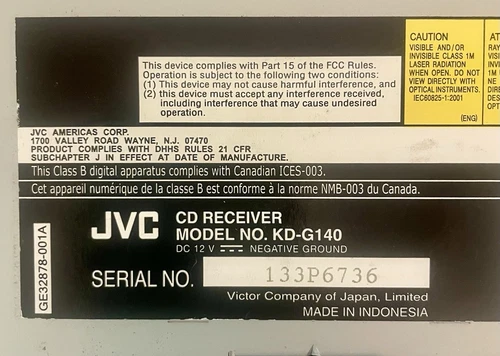 This device complies with Part 15 of the FCC Rules.
Operation is subject to the following two conditions:
(1) This device may not cause harmful interference, and
(2) this device must accept any interference received,
including interference that may cause undesired
operation.
CAUTION
VISIBLE AND/OR
INVISIBLE CLASS 1M
LASER RADIATION
WHEN OPEN. DO NOT
VIEW DIRECTLY WITH
OPTICAL INSTRUMENTS.
IEC60825-1:2001
(ENG)
JVC AMERICAS CORP.
1700 VALLEY ROAD WAYNE, N.J. 07470
PRODUCT COMPLIES WITH DHHS RULES 21 CFR
SUBCHAPTER J IN EFFECT AT DATE OF MANUFACTURE.
This Class B digital apparatus complies with Canadian ICES-003.
Cet appareil numérique de la classe B est conforme à la norme NMB-003 du Canada.
GE32878-001A
JVC
CD RECEIVER
MODEL NO. KD-G140
DC 12 V NEGATIVE GROUND
SERIAL NO. 133P6736
Victor Company of Japan, Limited
MADE IN INDONESIA